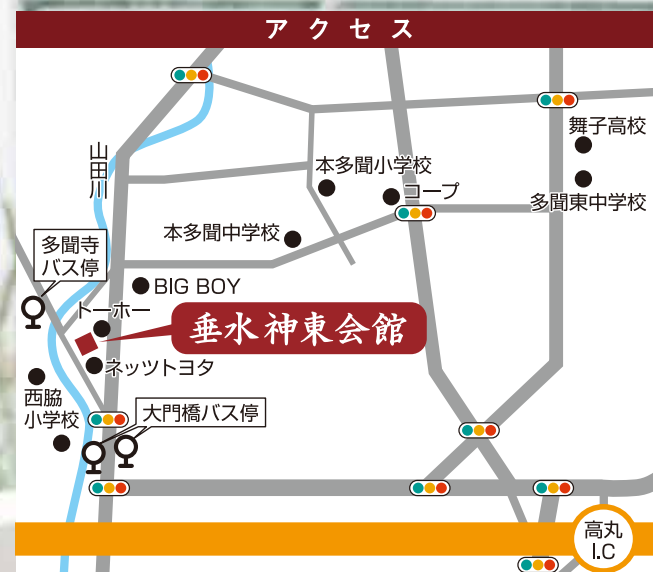 アクセス
舞子高校
山田川
本多聞小学校
コープ
多聞東中学校
本多聞中学校
多聞寺
バス停
BIG BOY
トーホー
垂水神東会館
ネッツトヨタ
西脇
小学校
大門橋バス停
高丸
I.C